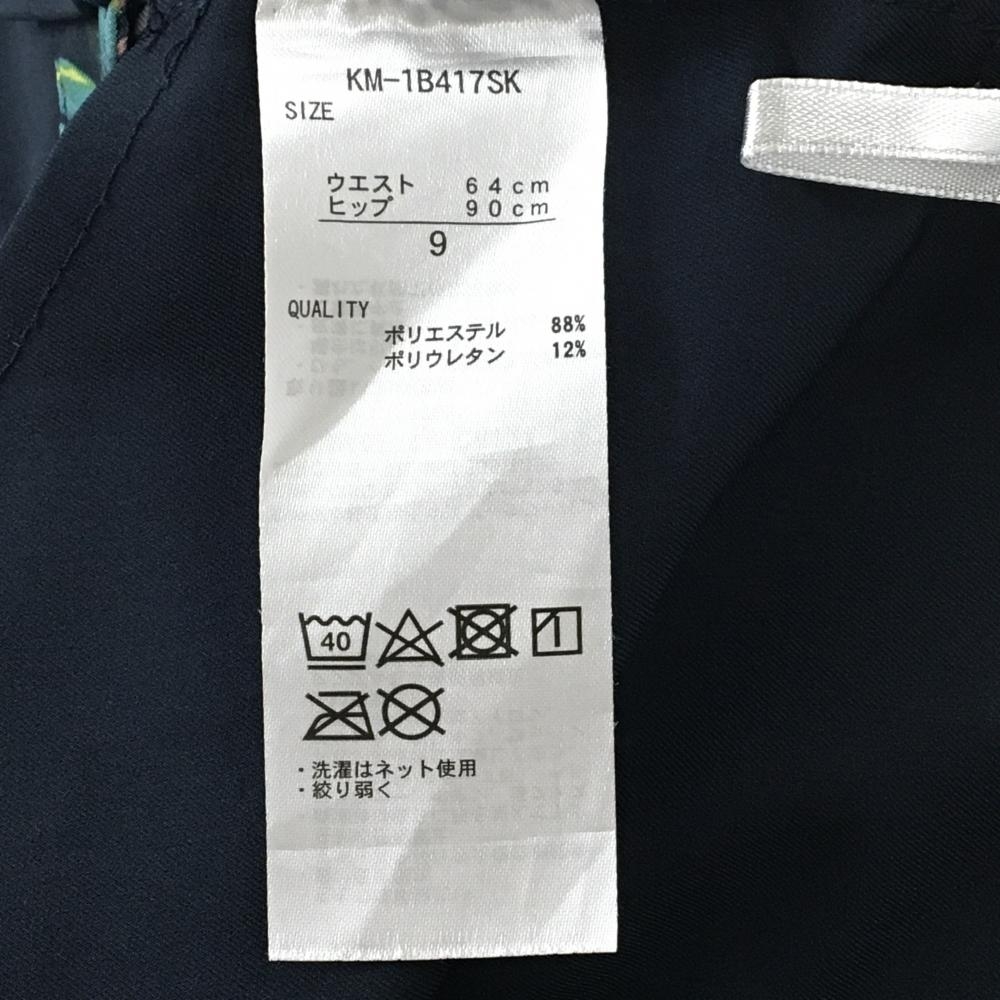 KM-1B417SK
SIZE
ウエスト 64cm
ヒップ 90cm
9
QUALITY
ポリエステル 88%
ポリウレタン 12%
40
・洗濯はネット使用
・絞り弱く